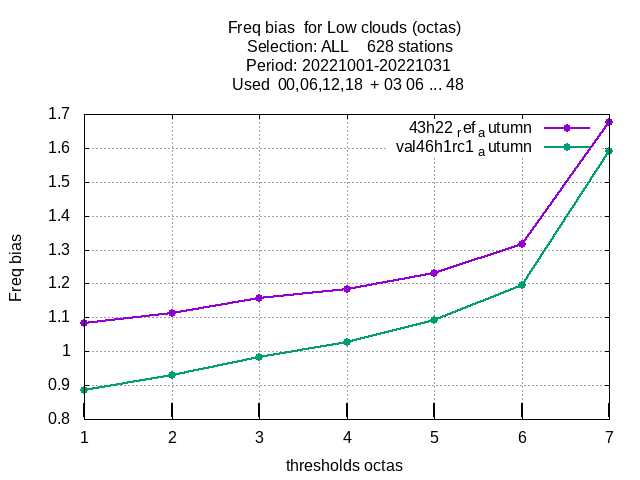 Freq bias  for Low clouds (octas)
Selection: ALL    628 stations
Period: 20221001-20221031
Used  00,06,12,18  + 03 06 ... 48
43h22 ref autumn
val46h1rc1 autumn
1.7
1.6
1.5
1.4
1.3
1.2
1.1
1
0.9
0.8
Freq bias
1 2 3 4 5 6 7
thresholds octas